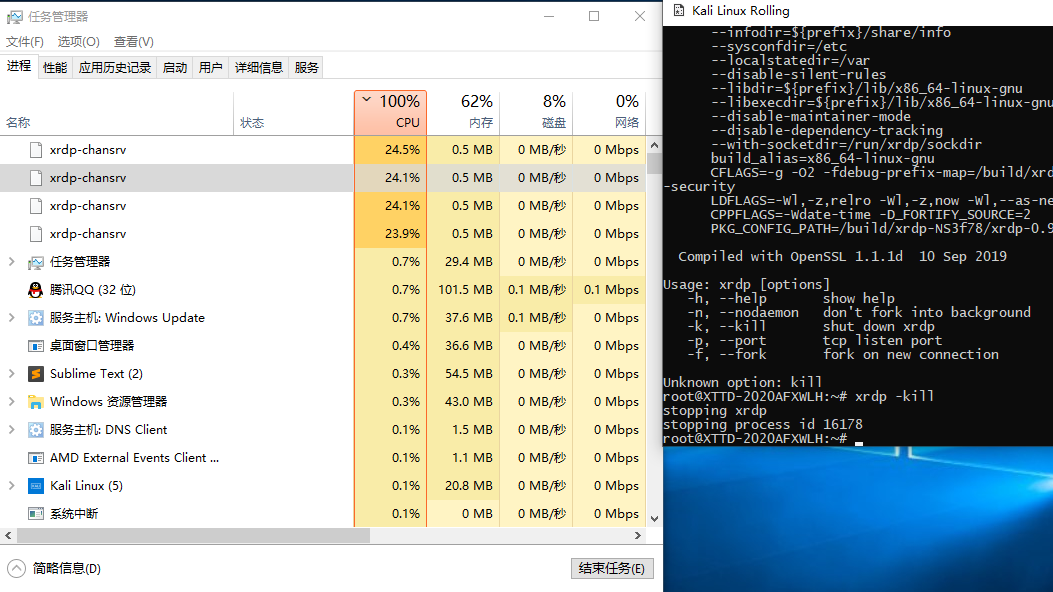 任务管理器
文件(F) 选项(O) 查看(V)
进程 性能 应用历史记录 启动 用户 详细信息 服务
100% 62% 8% 0%
名称 状态 CPU 内存 磁盘 网络
xrdp-chansrv 24.5% 0.5 MB 0 MB/秒 0 Mbps
xrdp-chansrv 24.1% 0.5 MB 0 MB/秒 0 Mbps
xrdp-chansrv 24.1% 0.5 MB 0 MB/秒 0 Mbps
xrdp-chansrv 23.9% 0.5 MB 0 MB/秒 0 Mbps
任务管理器 0.7% 29.4 MB 0 MB/秒 0 Mbps
腾讯QQ (32 位) 0.7% 101.5 MB 0.1 MB/秒 0.1 Mbps
服务主机: Windows Update 0.7% 37.6 MB 0.1 MB/秒 0 Mbps
桌面窗口管理器 0.4% 36.6 MB 0 MB/秒 0 Mbps
Sublime Text (2) 0.3% 54.5 MB 0 MB/秒 0 Mbps
Windows 资源管理器 0.3% 43.0 MB 0 MB/秒 0 Mbps
服务主机: DNS Client 0.1% 1.5 MB 0 MB/秒 0 Mbps
AMD External Events Client ... 0.1% 1.1 MB 0 MB/秒 0 Mbps
Kali Linux (5) 0.1% 20.8 MB 0 MB/秒 0 Mbps
系统中断 0.1% 0 MB 0 MB/秒 0 Mbps
简略信息(D) 结束任务(E)
Kali Linux Rolling
--infodir=${prefix}/share/info
--sysconfdir=/etc
--localstatedir=/var
--disable-silent-rules
--libdir=${prefix}/lib/x86_64-linux-gnu
--libexecdir=${prefix}/lib/x86_64-linux-gnu
--disable-maintainer-mode
--disable-dependency-tracking
--with-socketdir=/run/xrdp/sockdir
build_alias=x86_64-linux-gnu
CFLAGS=-g -O2 -fdebug-prefix-map=/build/xrd
-security
LDFLAGS=-Wl,-z,relro -Wl,-z,now -Wl,--as-ne
CPPFLAGS=-Wdate-time -D_FORTIFY_SOURCE=2
PKG_CONFIG_PATH=/build/xrdp-NS3f78/xrdp-0.9
Compiled with OpenSSL 1.1.1d 10 Sep 2019
Usage: xrdp [options]
-h, --help show help
-n, --nodaemon don't fork into background
-k, --kill shut down xrdp
-p, --port tcp listen port
-f, --fork fork on new connection
Unknown option: kill
root@XTTD-2020AFXWLH:~# xrdp -kill
stopping xrdp
stopping process id 16178
root@XTTD-2020AFXWLH:~#